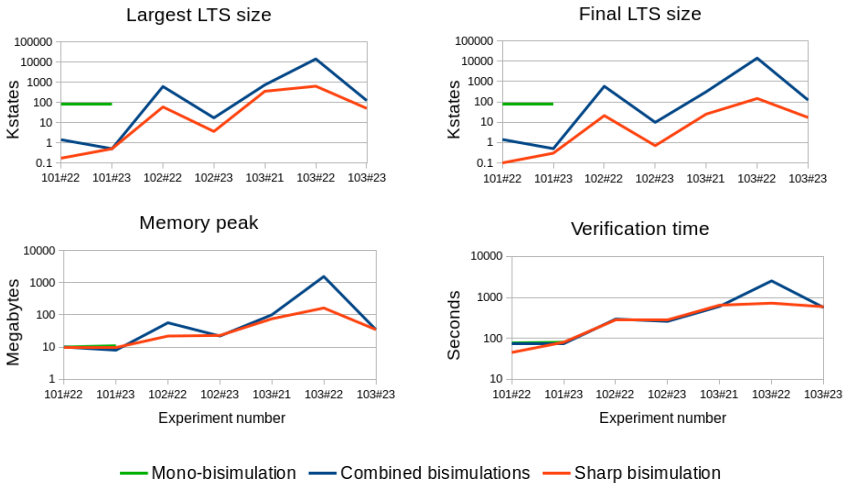 Largest LTS size
Kstates
100000
10000
1000
100
10
1
0.1
101#22 101#23 102#22 102#23 103#21 103#22 103#23
Final LTS size
Kstates
100000
10000
1000
100
10
1
0.1
101#22 101#23 102#22 102#23 103#21 103#22 103#23
Memory peak
Megabytes
10000
1000
100
10
1
101#22 101#23 102#22 102#23 103#21 103#22 103#23
Experiment number
Verification time
Seconds
10000
1000
100
10
101#22 101#23 102#22 102#23 103#21 103#22 103#23
Experiment number
Mono-bisimulation Combined bisimulations Sharp bisimulation